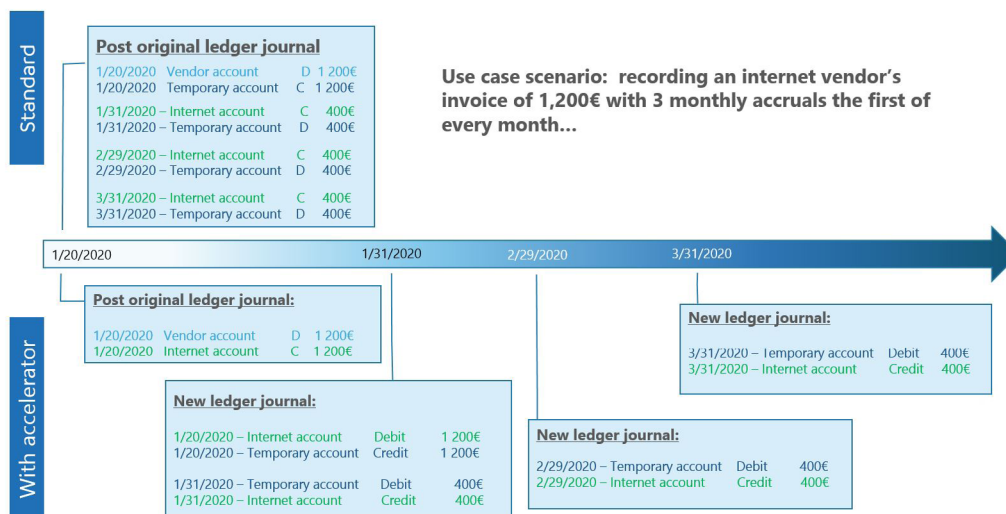 Standard
Post original ledger journal
1/20/2020 Vendor account D 1 200€
1/20/2020 Temporary account C 1 200€
1/31/2020 – Internet account C 400€
1/31/2020 – Temporary account D 400€
2/29/2020 – Internet account C 400€
2/29/2020 – Temporary account D 400€
3/31/2020 – Internet account C 400€
3/31/2020 – Temporary account D 400€
Use case scenario: recording an internet vendor's
invoice of 1,200€ with 3 monthly accruals the first of
every month...
1/20/2020 1/31/2020 2/29/2020 3/31/2020
With accelerator
Post original ledger journal:
1/20/2020 Vendor account D 1 200€
1/20/2020 Internet account C 1 200€
New ledger journal:
1/20/2020 – Internet account Debit 1 200€
1/20/2020 – Temporary account Credit 1 200€
1/31/2020 – Temporary account Debit 400€
1/31/2020 – Internet account Credit 400€
New ledger journal:
2/29/2020 – Temporary account Debit 400€
2/29/2020 – Internet account Credit 400€
New ledger journal:
3/31/2020 – Temporary account Debit 400€
3/31/2020 – Internet account Credit 400€